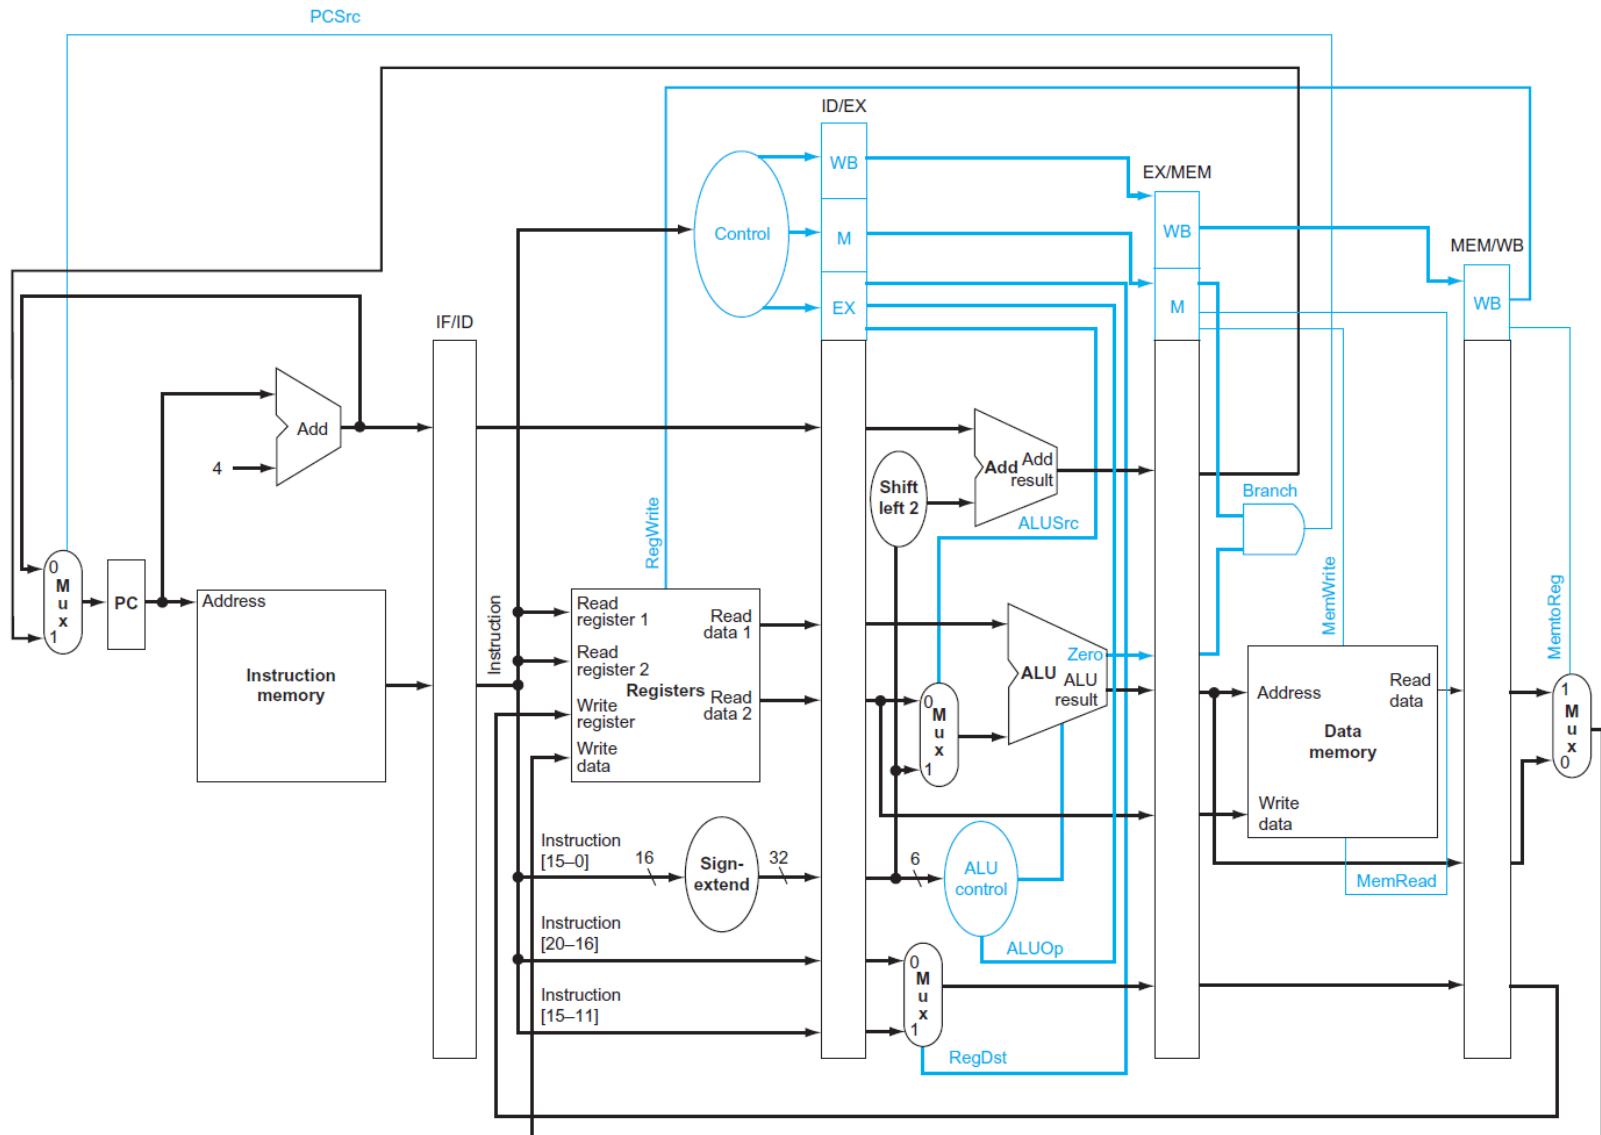 PCSrc
ID/EX
WB
EX/MEM
Control
M
WB
MEM/WB
EX
M
WB
IF/ID
Add
4
Shift
left 2
Add
Add
result
ALUSrc
Branch
RegWrite
MemWrite
MemtoReg
0
M
u
x
1
PC
Address
Instruction
memory
Instruction
Read
register 1
Read
register 2
Write
register
Write
data
Registers
Read
data 1
Read
data 2
0
M
u
x
1
Zero
ALU
ALU
result
Address
Read
data
Data
memory
Write
data
1
M
u
x
0
Instruction
[15–0]
16
Sign-
extend
32
6
ALU
control
MemRead
Instruction
[20–16]
ALUOp
Instruction
[15–11]
0
M
u
x
1
RegDst